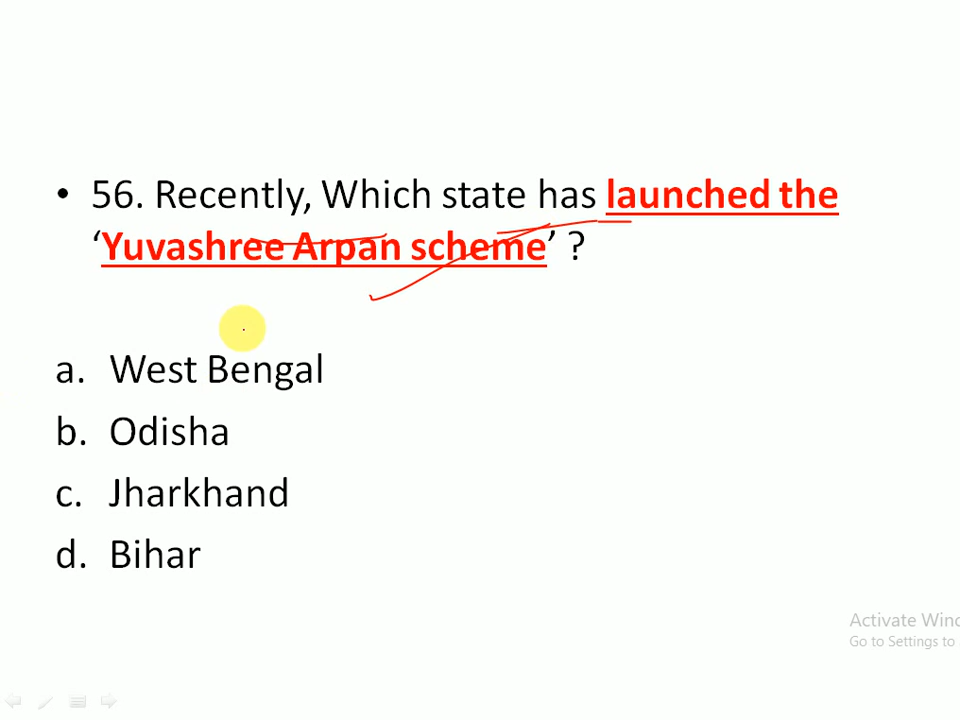 • 56. Recently, Which state has launched the
‘Yuvashree Arpan scheme’ ?
a. West Bengal
b. Odisha
c. Jharkhand
d. Bihar
Activate Winc
Go to Settings to